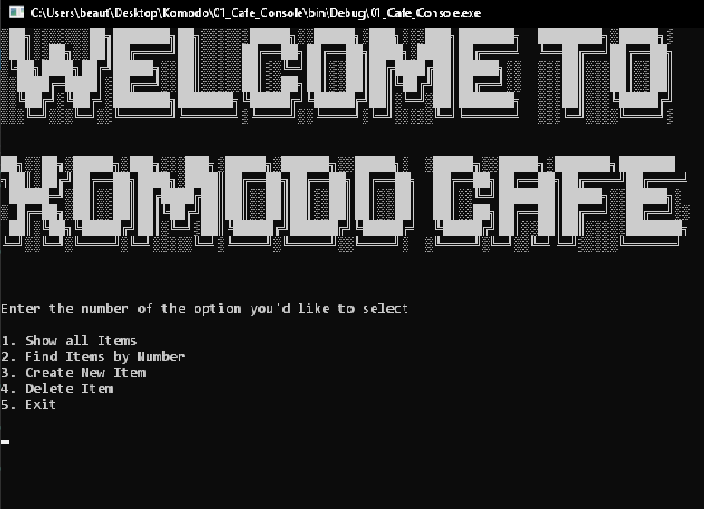 C:\Users\beaut\Desktop\Komodo\01_Cafe_Console\bin\Debug\01_Cafe_Console.exe
WELCOME TO
KOMODO CAFE
Enter the number of the option you'd like to select
1. Show all Items
2. Find Items by Number
3. Create New Item
4. Delete Item
5. Exit